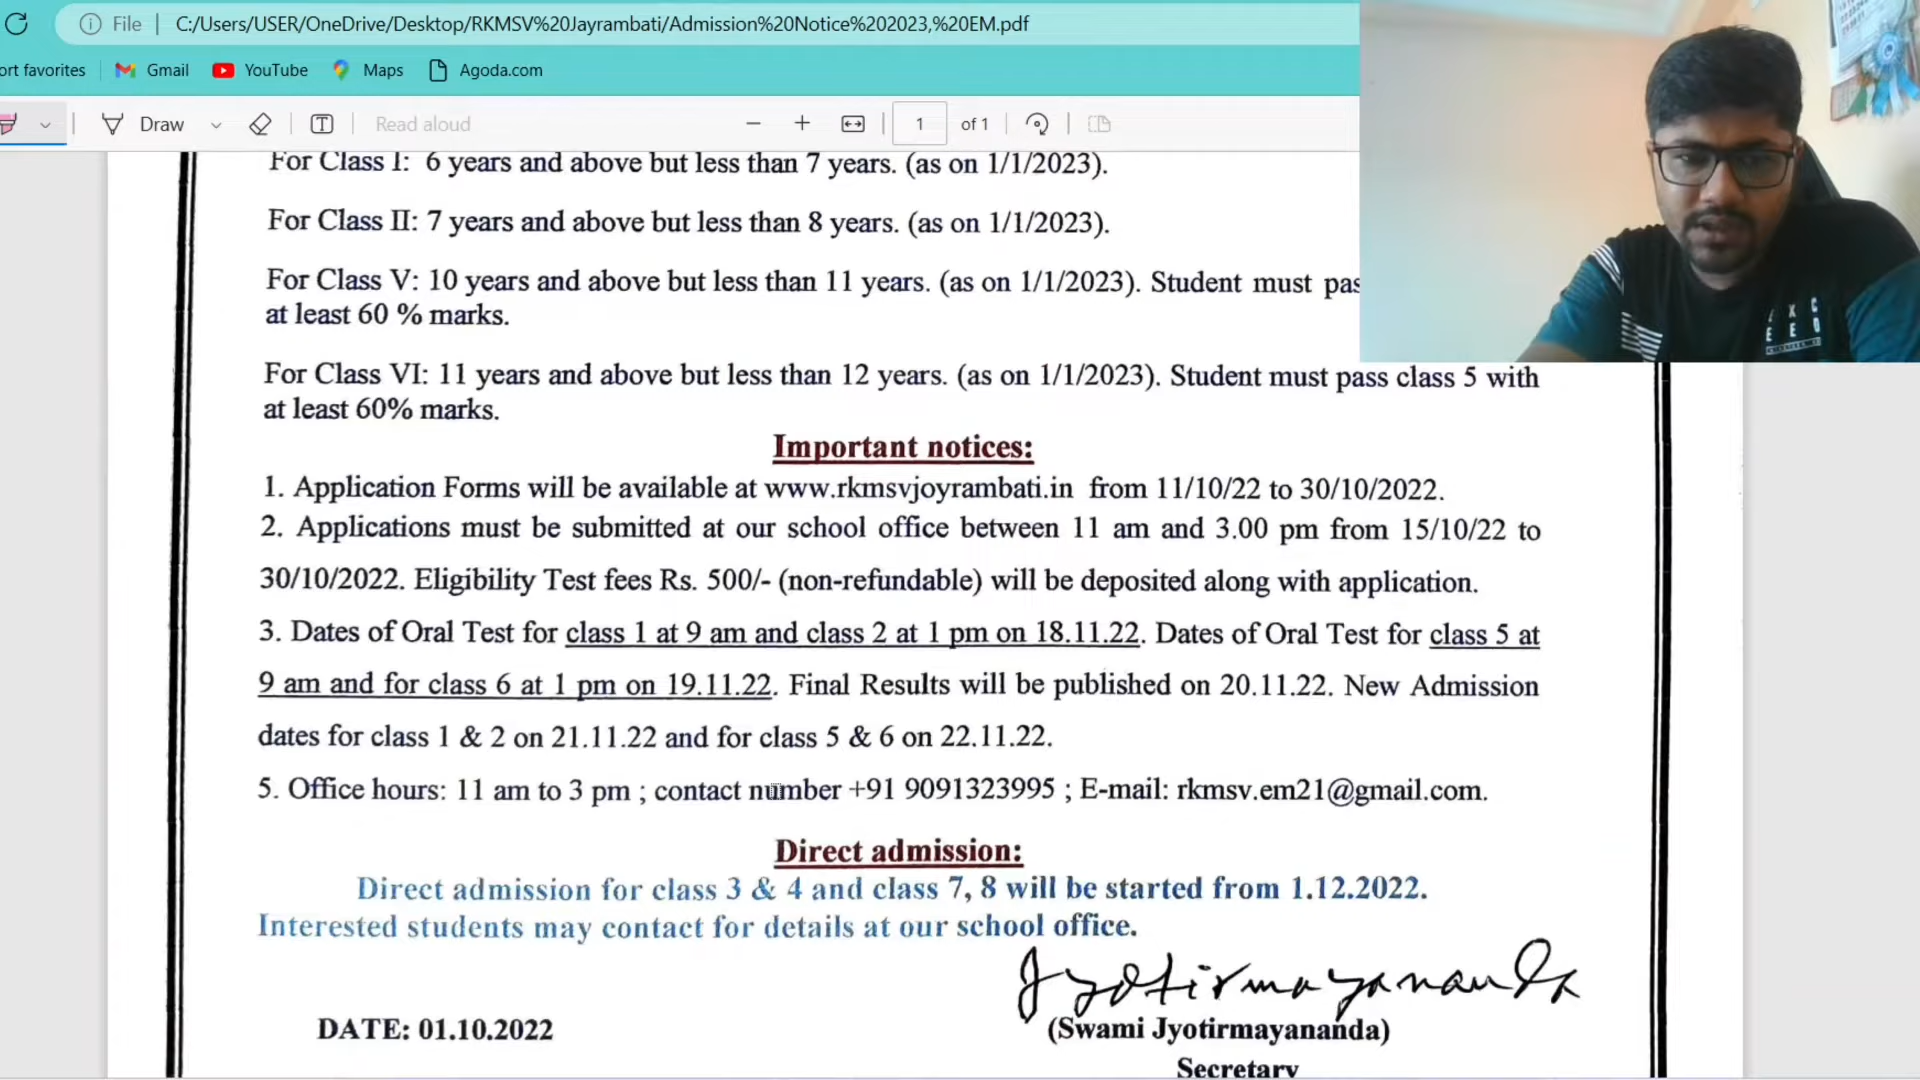 File | C:/Users/USER/OneDrive/Desktop/RKMSV%20Jayrambati/Admission%20Notice%202023,%20EM.pdf
ort favorites Gmail YouTube Maps Agoda.com
Draw Read aloud 1 of 1
For Class I: 6 years and above but less than 7 years. (as on 1/1/2023).
For Class II: 7 years and above but less than 8 years. (as on 1/1/2023).
For Class V: 10 years and above but less than 11 years. (as on 1/1/2023). Student must pas
at least 60 % marks.
For Class VI: 11 years and above but less than 12 years. (as on 1/1/2023). Student must pass class 5 with
at least 60% marks.
Important notices:
1. Application Forms will be available at www.rkmsvjoyrambati.in from 11/10/22 to 30/10/2022.
2. Applications must be submitted at our school office between 11 am and 3.00 pm from 15/10/22 to
30/10/2022. Eligibility Test fees Rs. 500/- (non-refundable) will be deposited along with application.
3. Dates of Oral Test for class 1 at 9 am and class 2 at 1 pm on 18.11.22. Dates of Oral Test for class 5 at
9 am and for class 6 at 1 pm on 19.11.22. Final Results will be published on 20.11.22. New Admission
dates for class 1 & 2 on 21.11.22 and for class 5 & 6 on 22.11.22.
5. Office hours: 11 am to 3 pm ; contact number +91 9091323995 ; E-mail: rkmsv.em21@gmail.com.
Direct admission:
Direct admission for class 3 & 4 and class 7, 8 will be started from 1.12.2022.
Interested students may contact for details at our school office.
Jyotirmayananda
DATE: 01.10.2022
(Swami Jyotirmayananda)
Secretary